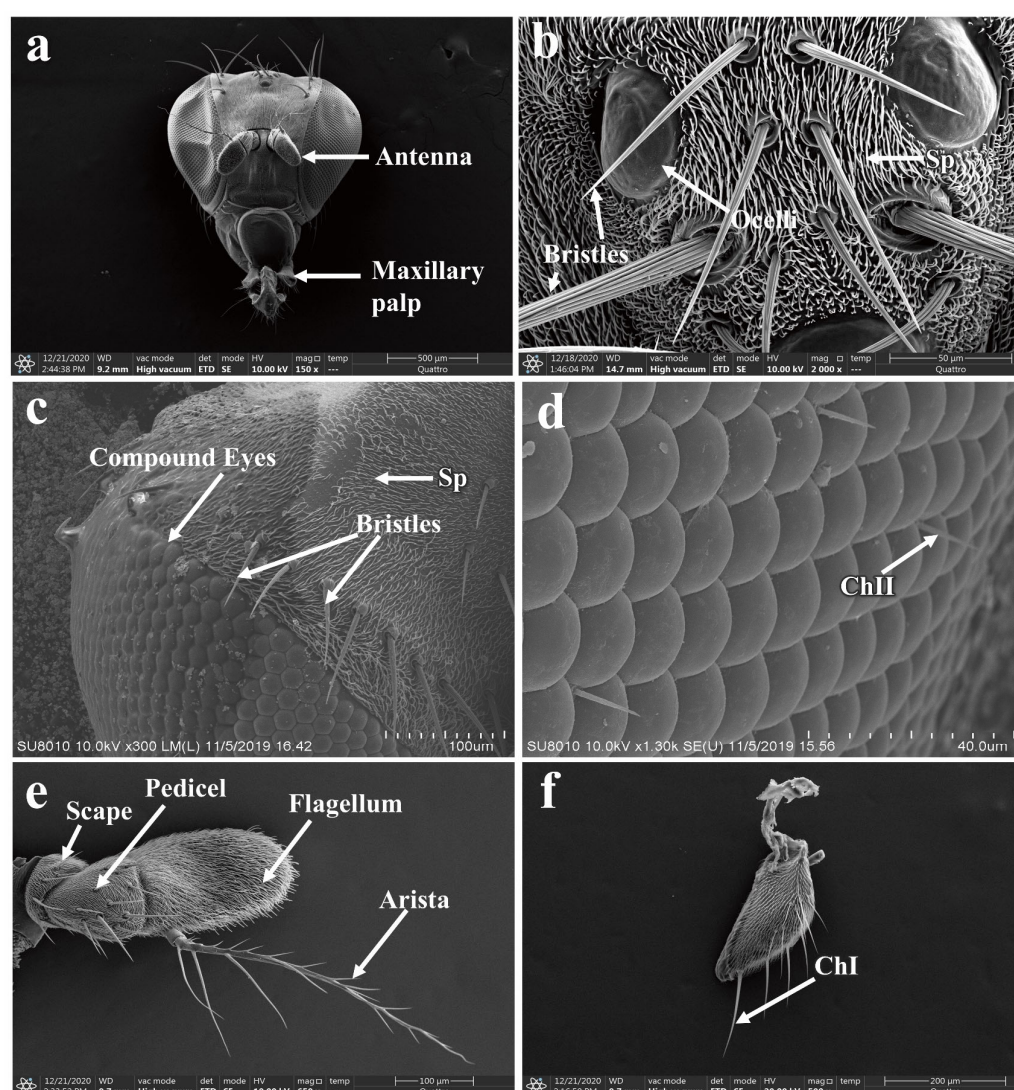 a
Antenna
Maxillary
palp
12/21/2020 WD vac mode det mode HV mag □ temp 500 µm
2:44:38 PM 9.2 mm High vacuum ETD SE 10.00 kV 150 x --- Quattro
b
Sp
Ocelli
Bristles
12/18/2020 WD vac mode det mode HV mag □ temp 50 µm
1:46:04 PM 14.7 mm High vacuum ETD SE 10.00 kV 2 000 x --- Quattro
c
Compound Eyes
Sp
Bristles
SU8010 10.0kV x300 LM(L) 11/5/2019 16.42 100um
d
ChII
SU8010 10.0kV x1.30k SE(U) 11/5/2019 15.56 40.0um
e
Scape
Pedicel
Flagellum
Arista
12/21/2020 WD vac mode det mode HV mag □ temp 100 µm
f
ChI
12/21/2020 WD vac mode det mode HV mag □ temp 200 µm